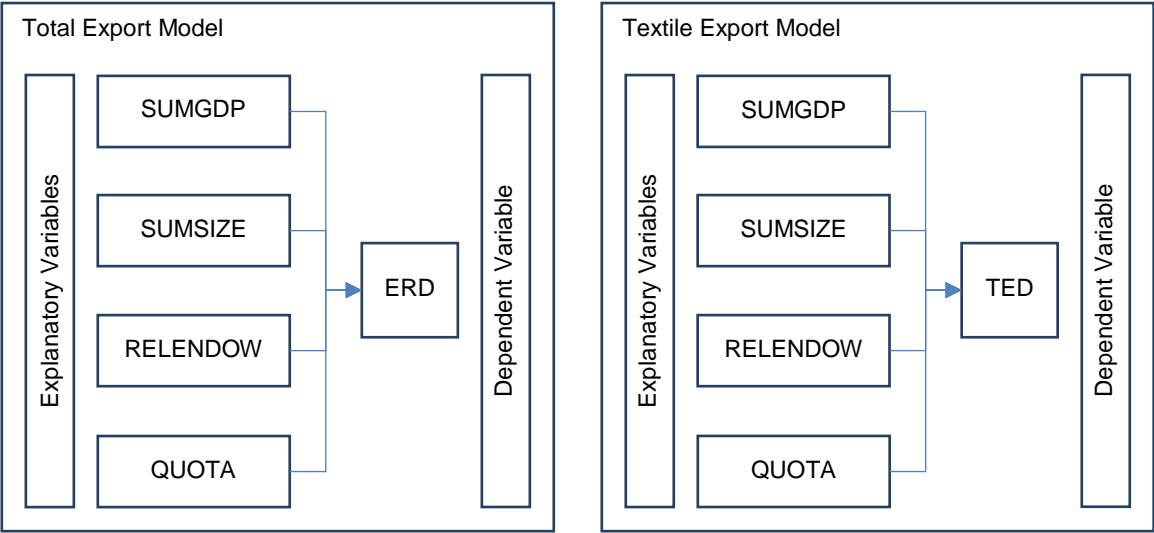 Total Export Model
Explanatory Variables
SUMGDP
SUMSIZE
RELENDOW
QUOTA
ERD
Dependent Variable
Textile Export Model
Explanatory Variables
SUMGDP
SUMSIZE
RELENDOW
QUOTA
TED
Dependent Variable